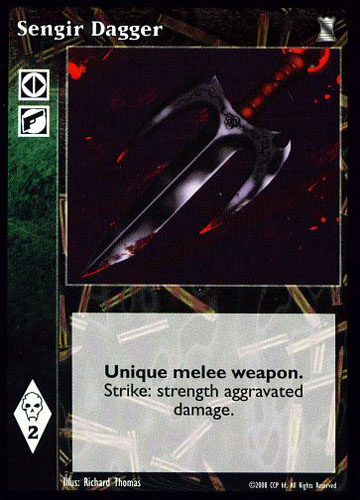 Sengir Dagger
Unique melee weapon.
Strike: strength aggravated
damage.
2
Illus: Richard Thomas
©2008 CCP hf. All Rights Reserved